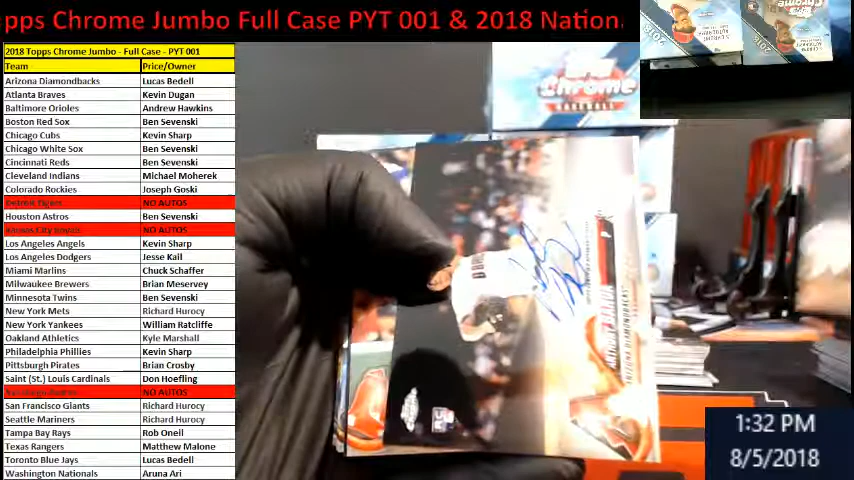 pps Chrome Jumbo Full Case PYT 001 & 2018 Nation
2018 Topps Chrome Jumbo - Full Case - PYT 001
Team Price/Owner
Arizona Diamondbacks Lucas Bedell
Atlanta Braves Kevin Dugan
Baltimore Orioles Andrew Hawkins
Boston Red Sox Ben Sevenski
Chicago Cubs Kevin Sharp
Chicago White Sox Ben Sevenski
Cincinnati Reds Ben Sevenski
Cleveland Indians Michael Moherek
Colorado Rockies Joseph Goski
Detroit Tigers NO AUTOS
Houston Astros Ben Sevenski
Kansas City Royals NO AUTOS
Los Angeles Angels Kevin Sharp
Los Angeles Dodgers Jesse Kail
Miami Marlins Chuck Schaffer
Milwaukee Brewers Brian Meservey
Minnesota Twins Ben Sevenski
New York Mets Richard Hurocy
New York Yankees William Ratcliffe
Oakland Athletics Kyle Marshall
Philadelphia Phillies Kevin Sharp
Pittsburgh Pirates Brian Crosby
Saint (St.) Louis Cardinals Don Hoefling
NO AUTOS
San Francisco Giants Richard Hurocy
Seattle Mariners Richard Hurocy
Tampa Bay Rays Rob Oneil
Texas Rangers Matthew Malone
Toronto Blue Jays Lucas Bedell
Washington Nationals Aruna Ari
Chrome
ANTHONY BANDA
ARIZONA DIAMONDBACKS
1:32 PM
8/5/2018